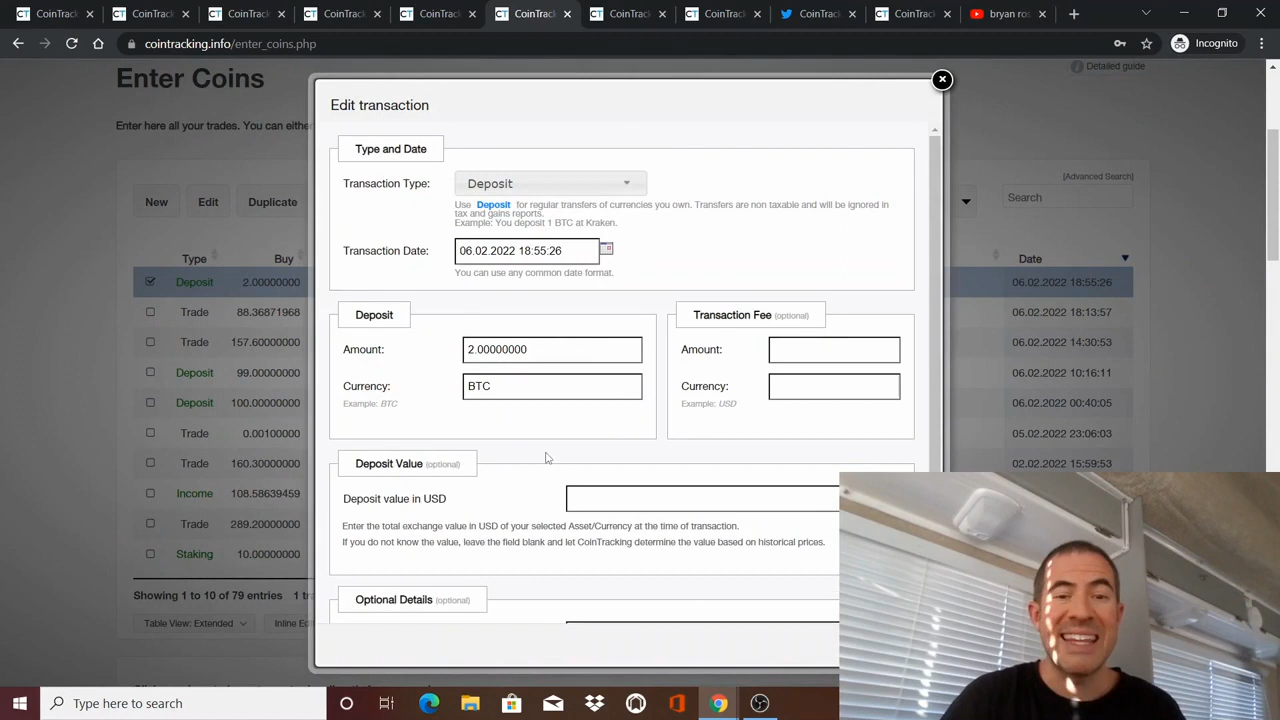 CoinTrack
CoinTrack
CoinTrack
CoinTrack
CoinTrack
CoinTrack
CoinTrack
CoinTrack
CoinTrack
CoinTrack
bryan ros
cointracking.info/enter_coins.php
Incognito
Enter Coins
Detailed guide
Enter here all your trades. You can either
[Advanced Search]
New
Edit
Duplicate
Search
Type
Buy
Date
Deposit
2.00000000
06.02.2022 18:55:26
Trade
88.36871968
06.02.2022 18:13:57
Trade
157.60000000
06.02.2022 14:30:53
Deposit
99.00000000
06.02.2022 10:16:11
Deposit
100.00000000
06.02.2022 00:40:05
Trade
0.00100000
05.02.2022 23:06:03
Trade
160.30000000
02.02.2022 15:59:53
Income
108.58639459
Trade
289.20000000
Staking
10.00000000
Showing 1 to 10 of 79 entries
Table View: Extended
Edit transaction
Type and Date
Transaction Type:
Deposit
Use Deposit for regular transfers of currencies you own. Transfers are non taxable and will be ignored in
tax and gains reports.
Example: You deposit 1 BTC at Kraken.
Transaction Date:
06.02.2022 18:55:26
You can use any common date format.
Deposit
Amount:
2.00000000
Currency:
BTC
Example: BTC
Transaction Fee (optional)
Amount:
Currency:
Example: USD
Deposit Value (optional)
Deposit value in USD
Enter the total exchange value in USD of your selected Asset/Currency at the time of transaction.
If you do not know the value, leave the field blank and let CoinTracking determine the value based on historical prices.
Optional Details (optional)
Type here to search